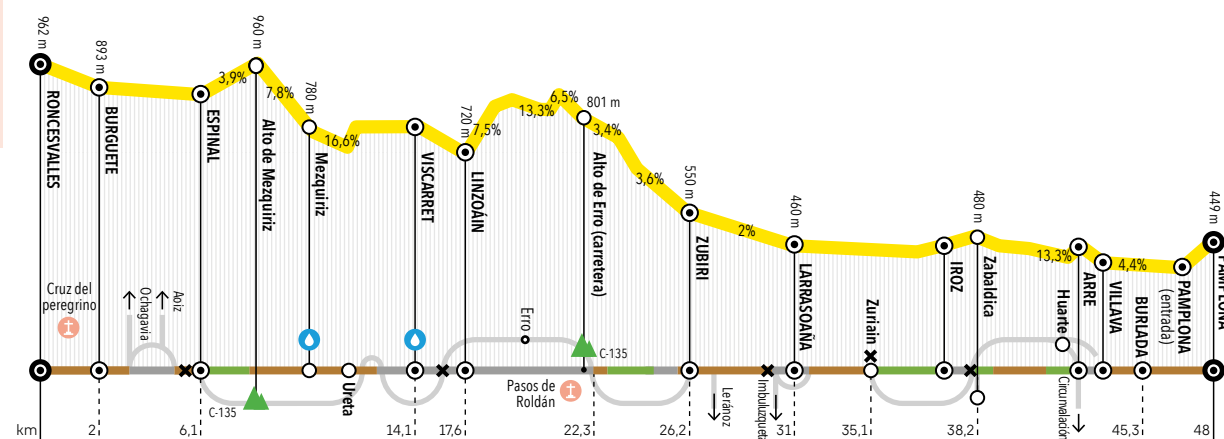 962 m
893 m
960 m
780 m
720 m
801 m
550 m
460 m
480 m
449 m
3,9%
7,8%
16,6%
7,5%
13,3%
6,5%
3,4%
3,6%
2%
13,3%
4,4%
RONCESVALLES
BURGUETE
ESPINAL
Alto de Mezquiriz
Mezquiriz
VISCARRET
LINZOÁIN
Alto de Erro (carretera)
ZUBIRI
LARRASOAÑA
Zuriain
IROZ
Zabaldica
Huarte
ARRE
VILLAVA
BURLADA
PAMPLONA
(entrada)
PAMPLONA
Cruz del
peregrino
Ochagavia
Aoiz
C-135
Ureta
Erro
Pasos de
Roldán
C-135
Leránoz
Imbuluzqueta
Circunvalación
km
2
6,1
14,1
17,6
22,3
26,2
31
35,1
38,2
45,3
48